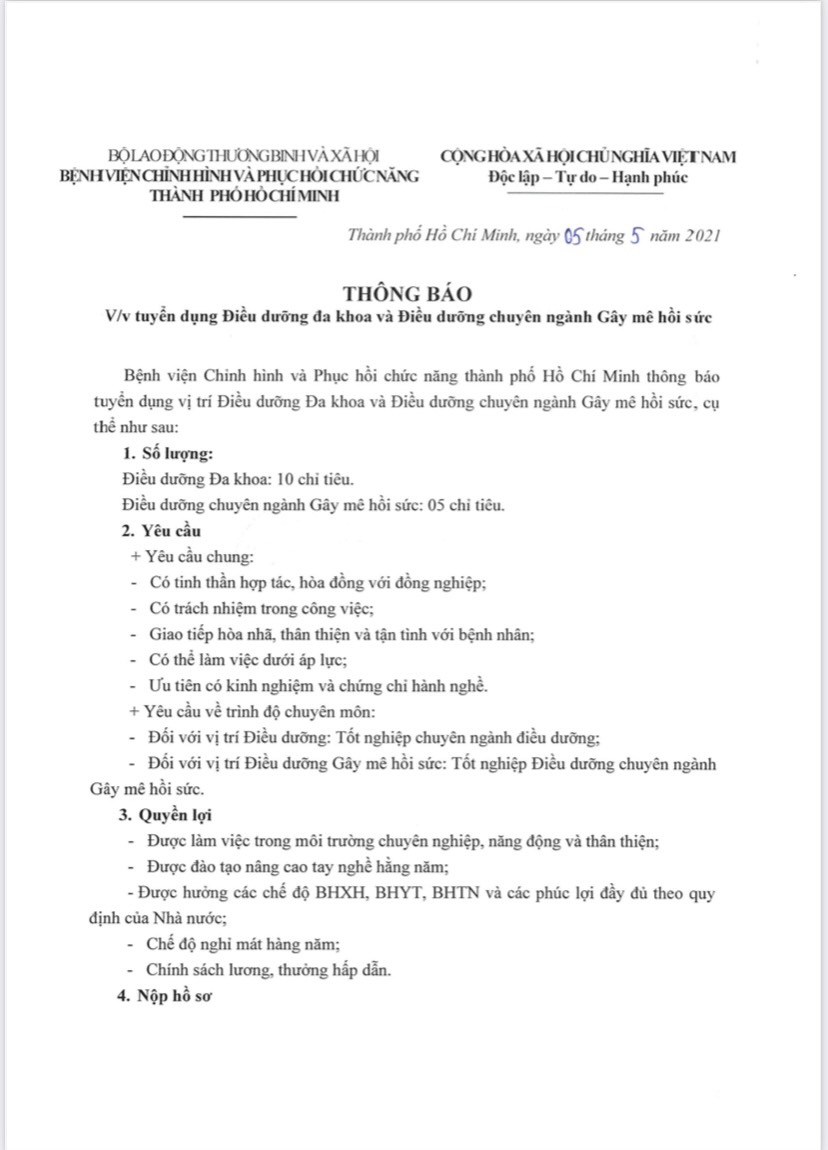 BỘ LAO ĐỘNG THƯƠNG BINH VÀ XÃ HỘI
BỆNH VIỆN CHỈNH HÌNH VÀ PHỤC HỒI CHỨC NĂNG
THÀNH PHỐ HỒ CHÍ MINH
CỘNG HÒA XÃ HỘI CHỦ NGHĨA VIỆT NAM
Độc lập – Tự do – Hạnh phúc
Thành phố Hồ Chí Minh, ngày 05 tháng 5 năm 2021
THÔNG BÁO
V/v tuyển dụng Điều dưỡng đa khoa và Điều dưỡng chuyên ngành Gây mê hồi sức
Bệnh viện Chỉnh hình và Phục hồi chức năng thành phố Hồ Chí Minh thông báo
tuyển dụng vị trí Điều dưỡng Đa khoa và Điều dưỡng chuyên ngành Gây mê hồi sức, cụ
thể như sau:
1. Số lượng:
Điều dưỡng Đa khoa: 10 chỉ tiêu.
Điều dưỡng chuyên ngành Gây mê hồi sức: 05 chỉ tiêu.
2. Yêu cầu
+ Yêu cầu chung:
- Có tinh thần hợp tác, hòa đồng với đồng nghiệp;
- Có trách nhiệm trong công việc;
- Giao tiếp hòa nhã, thân thiện và tận tình với bệnh nhân;
- Có thể làm việc dưới áp lực;
- Ưu tiên có kinh nghiệm và chứng chỉ hành nghề.
+ Yêu cầu về trình độ chuyên môn:
- Đối với vị trí Điều dưỡng: Tốt nghiệp chuyên ngành điều dưỡng;
- Đối với vị trí Điều dưỡng Gây mê hồi sức: Tốt nghiệp Điều dưỡng chuyên ngành
Gây mê hồi sức.
3. Quyền lợi
- Được làm việc trong môi trường chuyên nghiệp, năng động và thân thiện;
- Được đào tạo nâng cao tay nghề hằng năm;
- Được hưởng các chế độ BHXH, BHYT, BHTN và các phúc lợi đầy đủ theo quy
định của Nhà nước;
- Chế độ nghỉ mát hàng năm;
- Chính sách lương, thưởng hấp dẫn.
4. Nộp hồ sơ